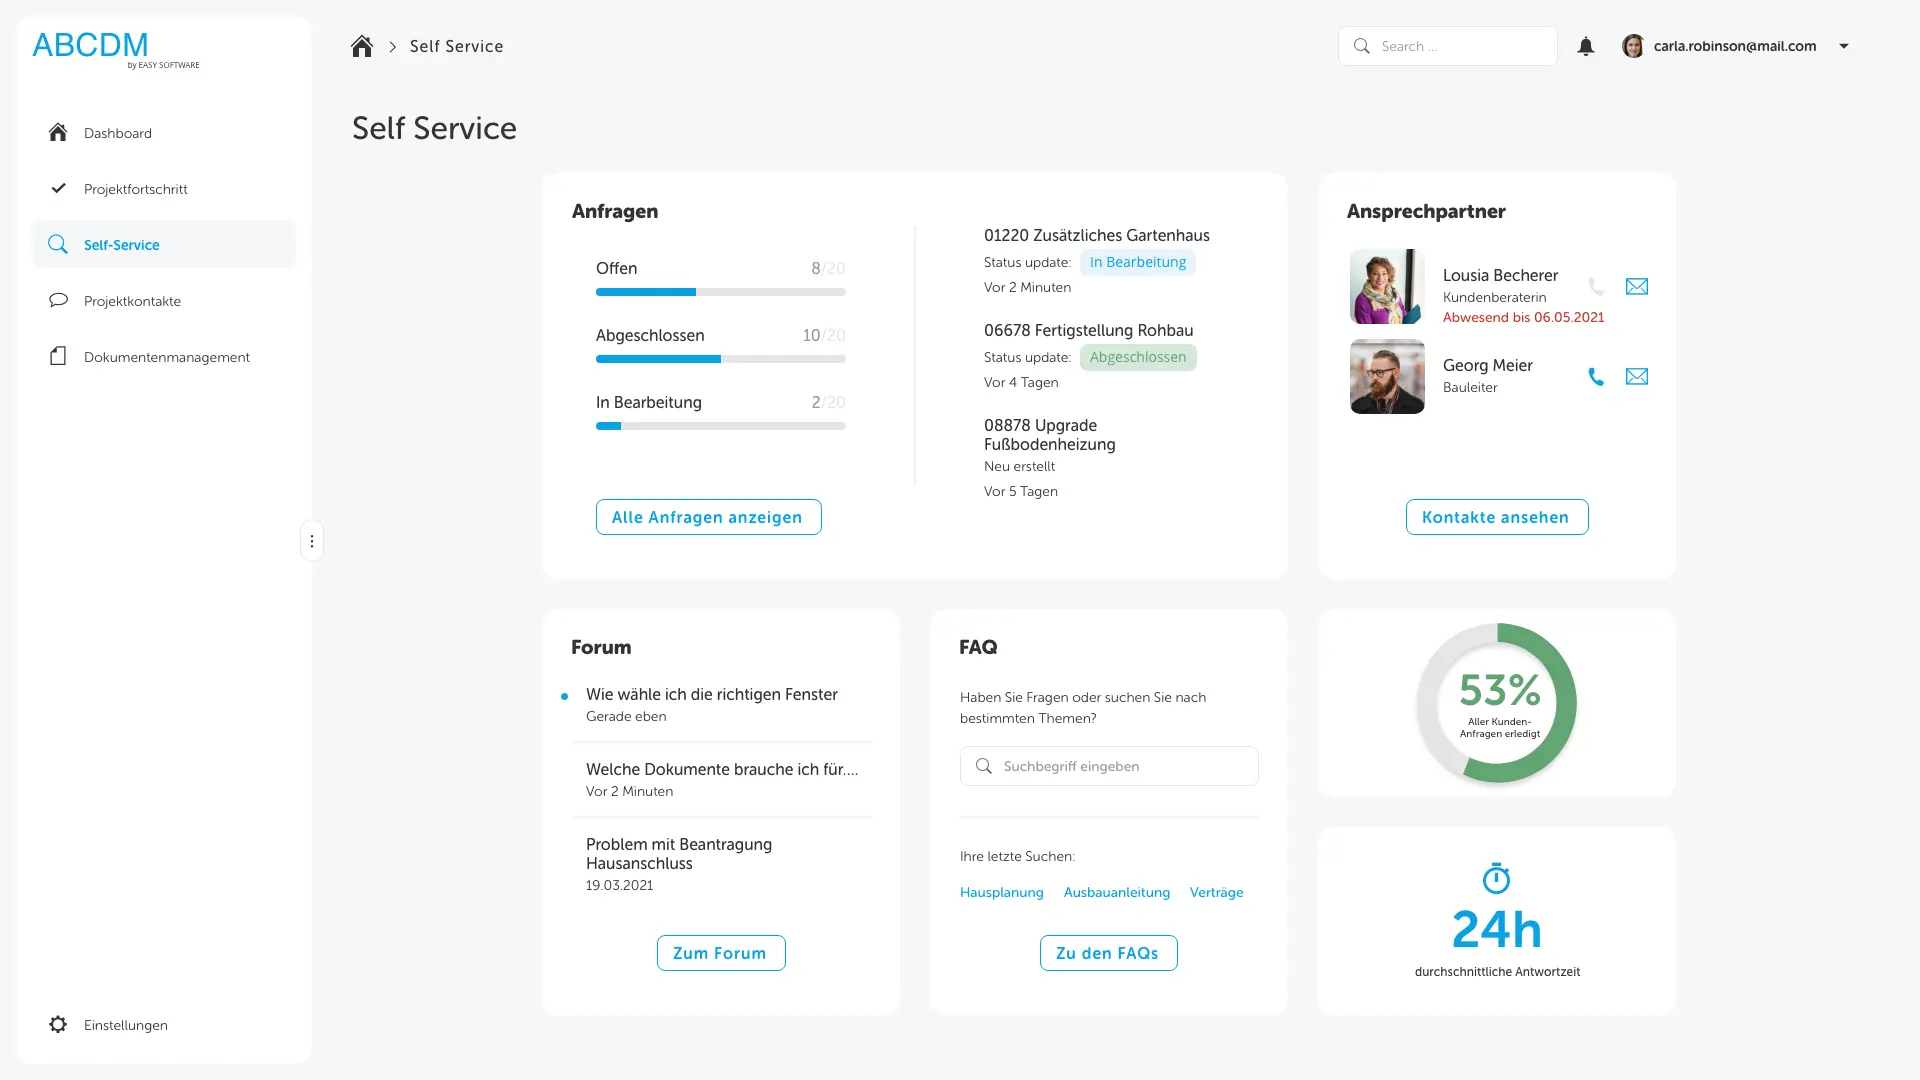 ABCDM
by EASY SOFTWARE
Dashboard
Projektfortschritt
Self-Service
Projektkontakte
Dokumentenmanagement
Einstellungen
Self Service
Search ...
carla.robinson@mail.com
Self Service
Anfragen
Offen 8/20
Abgeschlossen 10/20
In Bearbeitung 2/20
Alle Anfragen anzeigen
01220 Zusätzliches Gartenhaus
Status update: In Bearbeitung
Vor 2 Minuten
06678 Fertigstellung Rohbau
Status update: Abgeschlossen
Vor 4 Tagen
08878 Upgrade
Fußbodenheizung
Neu erstellt
Vor 5 Tagen
Ansprechpartner
Lousia Becherer
Kundenberaterin
Abwesend bis 06.05.2021
Georg Meier
Bauleiter
Kontakte ansehen
Forum
Wie wähle ich die richtigen Fenster
Gerade eben
Welche Dokumente brauche ich für....
Vor 2 Minuten
Problem mit Beantragung
Hausanschluss
19.03.2021
Zum Forum
FAQ
Haben Sie Fragen oder suchen Sie nach
bestimmten Themen?
Suchbegriff eingeben
Ihre letzte Suchen:
Hausplanung Ausbauanleitung Verträge
Zu den FAQs
53%
Aller Kunden-
Anfragen erledigt
24h
durchschnittliche Antwortzeit